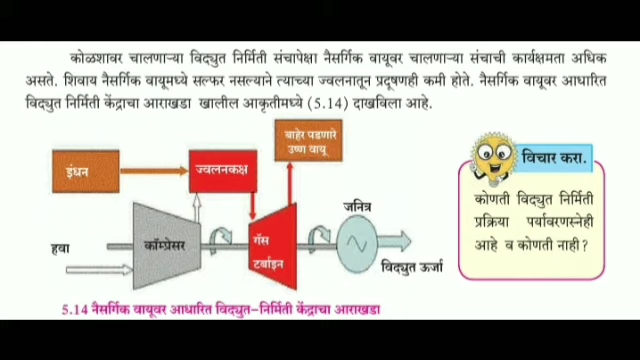 कोळशावर चालणाऱ्या विद्युत निर्मिती संचापेक्षा नैसर्गिक वायूवर चालणाऱ्या संचाची कार्यक्षमता अधिक
असते. शिवाय नैसर्गिक वायूमध्ये सल्फर नसल्याने त्याच्या ज्वलनातून प्रदूषणही कमी होते. नैसर्गिक वायूवर आधारित
विद्युत निर्मिती केंद्राचा आराखडा खालील आकृतीमध्ये (5.14) दाखविला आहे.
बाहेर पडणारे
उष्ण वायू
इंधन
ज्वलनकक्ष
जनित्र
कॉम्प्रेसर
गॅस
टर्बाइन
हवा
विद्युत ऊर्जा
5.14 नैसर्गिक वायूवर आधारित विद्युत-निर्मिती केंद्राचा आराखडा
विचार करा.
कोणती विद्युत निर्मिती
प्रक्रिया पर्यावरणस्नेही
आहे व कोणती नाही?